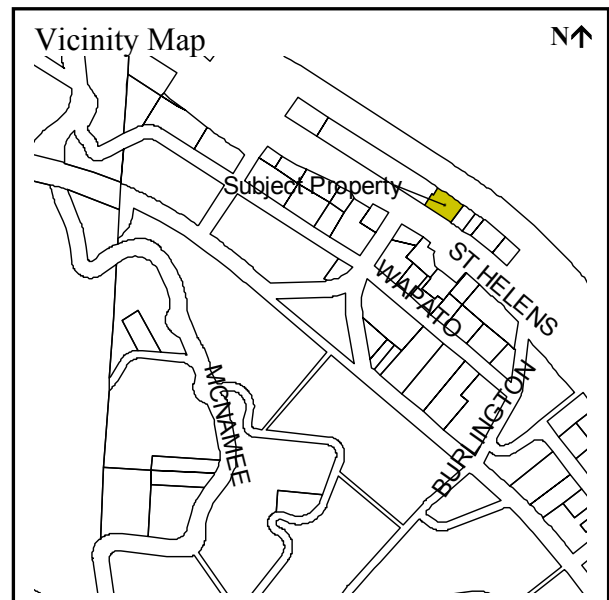 Vicinity Map
N↑
Subject Property
ST HELENS
WAPATO
MCNAMEE
BURLINGTON